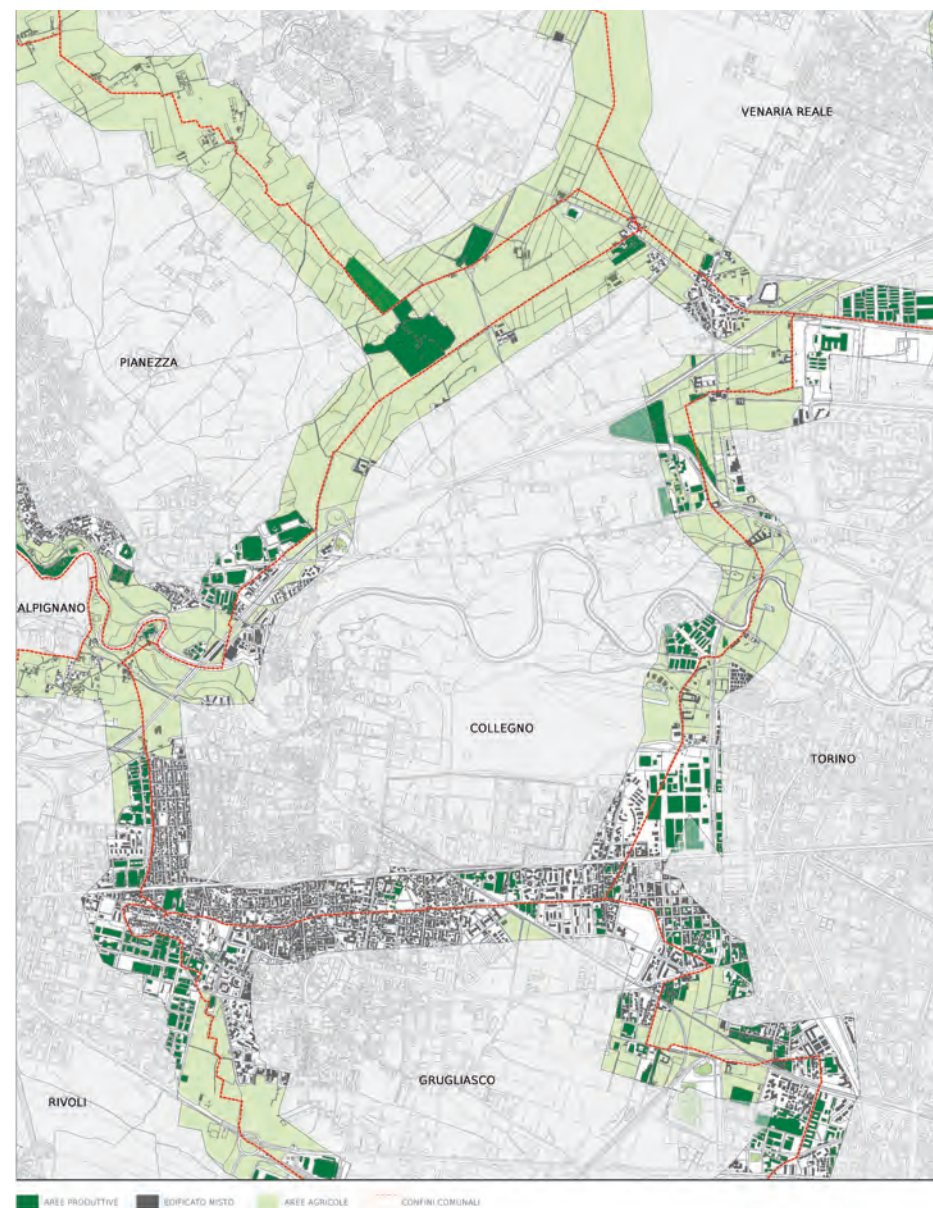 VENARIA REALE
PIANEZZA
ALPIGNANO
COLLEGNO
TORINO
GRUGLIASCO
RIVOLI
AREE PRODUTTIVE EDIFICATO MISTO AREE AGRICOLE CONFINI COMUNALI